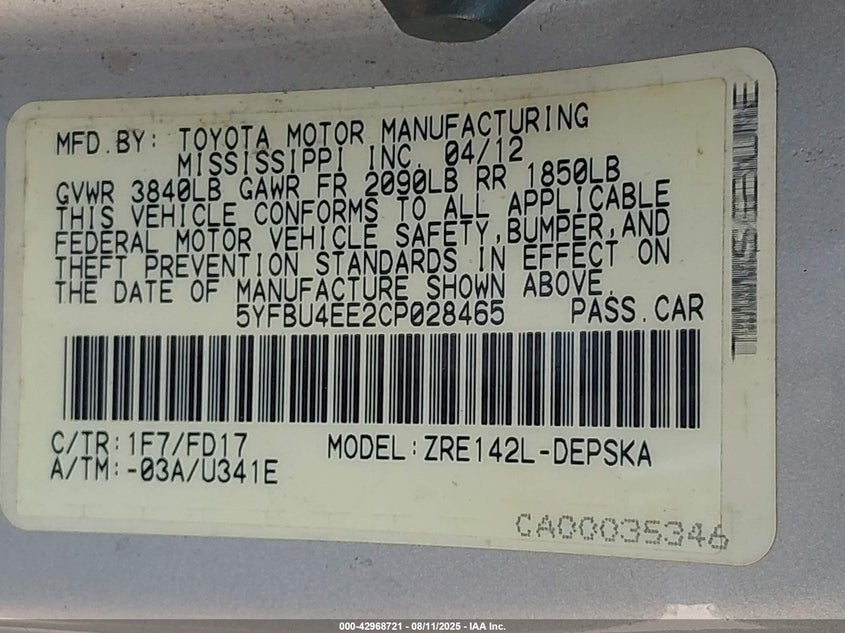 MFD.BY: TOYOTA MOTOR MANUFACTURING
MISSISSIPPI INC. 04/12
GVWR 3840LB GAWR FR 2090LB RR 1850LB
THIS VEHICLE CONFORMS TO ALL APPLICABLE
FEDERAL MOTOR VEHICLE SAFETY,BUMPER,AND
THEFT PREVENTION STANDARDS IN EFFECT ON
THE DATE OF MANUFACTURE SHOWN ABOVE.
5YFBU4EE2CP028465 PASS.CAR
C/TR:1F7/FD17 MODEL:ZRE142L-DEPSKA
A/TM:-03A/U341E
CA00035346
000-42968721 - 08/11/2025 - IAA Inc.